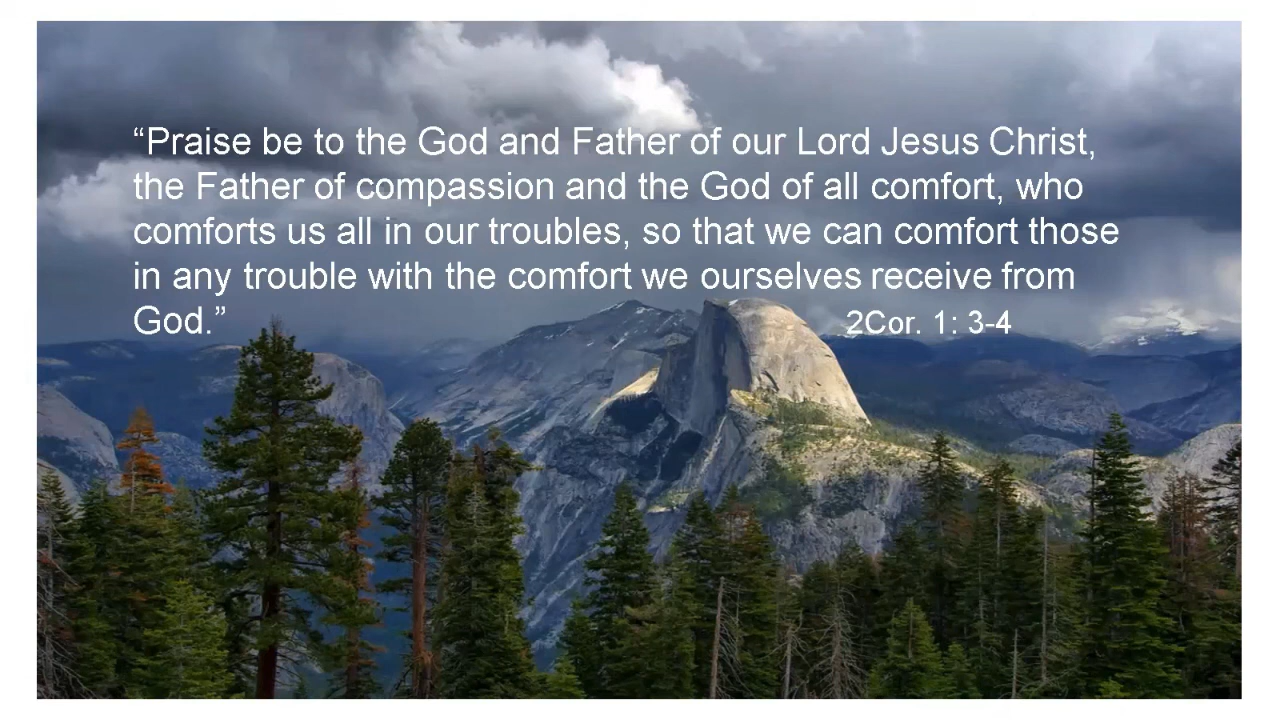 “Praise be to the God and Father of our Lord Jesus Christ,
the Father of compassion and the God of all comfort, who
comforts us all in our troubles, so that we can comfort those
in any trouble with the comfort we ourselves receive from
God.” 2Cor. 1: 3-4